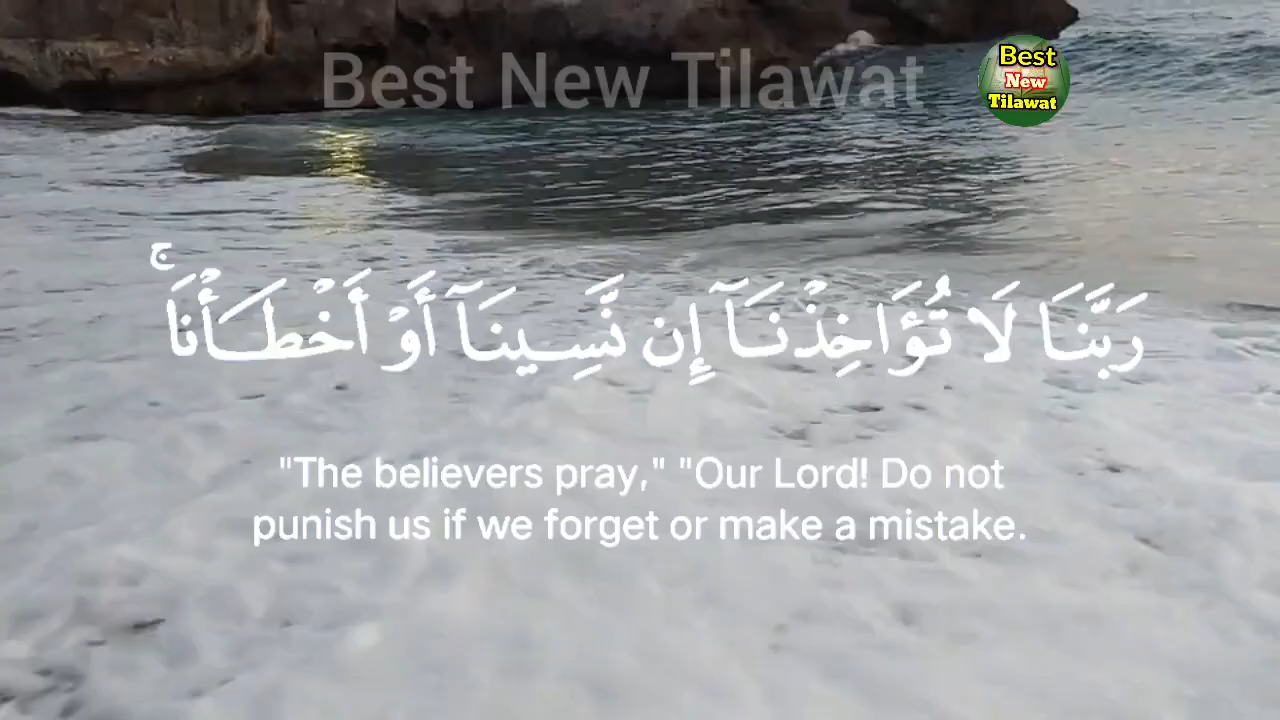 Best New Tilawat
Best
New
Tilawat
رَبَّنَا لَا تُؤَاخِذْنَآ إِن نَّسِينَآ أَوْ أَخْطَأْنَا ۚ
"The believers pray," "Our Lord! Do not
punish us if we forget or make a mistake.